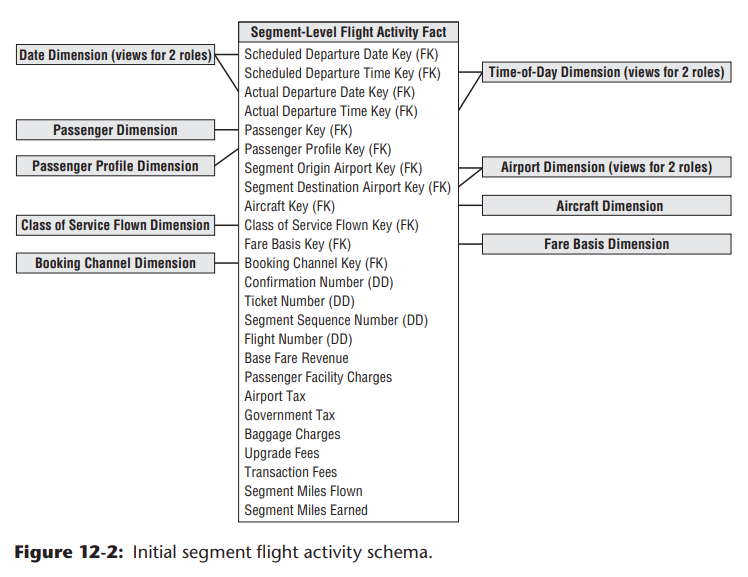 Segment-Level Flight Activity Fact
Date Dimension (views for 2 roles)
Scheduled Departure Date Key (FK)
Scheduled Departure Time Key (FK)
Time-of-Day Dimension (views for 2 roles)
Actual Departure Date Key (FK)
Actual Departure Time Key (FK)
Passenger Dimension
Passenger Key (FK)
Passenger Profile Key (FK)
Passenger Profile Dimension
Segment Origin Airport Key (FK)
Airport Dimension (views for 2 roles)
Segment Destination Airport Key (FK)
Aircraft Key (FK)
Aircraft Dimension
Class of Service Flown Dimension
Class of Service Flown Key (FK)
Fare Basis Key (FK)
Fare Basis Dimension
Booking Channel Dimension
Booking Channel Key (FK)
Confirmation Number (DD)
Ticket Number (DD)
Segment Sequence Number (DD)
Flight Number (DD)
Base Fare Revenue
Passenger Facility Charges
Airport Tax
Government Tax
Baggage Charges
Upgrade Fees
Transaction Fees
Segment Miles Flown
Segment Miles Earned
Figure 12-2: Initial segment flight activity schema.